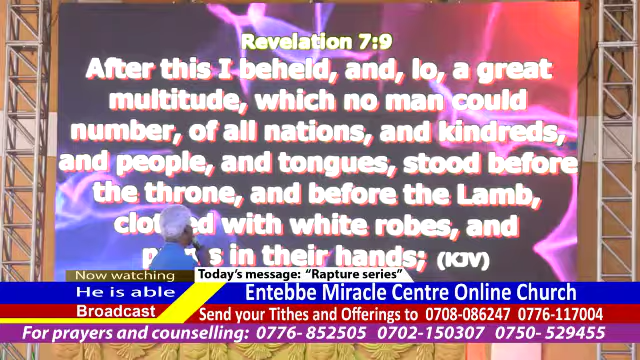 Revelation 7:9
After this I beheld, and, lo, a great
multitude, which no man could
number, of all nations, and kindreds,
and people, and tongues, stood before
the throne, and before the Lamb,
with white robes, and
in their hands; (KJV)
Now watching
Today's message: "Rapture series"
He is able
Entebbe Miracle Centre Online Church
Broadcast
Send your Tithes and Offerings to 0708-086247 0776-117004
For prayers and counselling: 0776- 852505 0702-150307 0750- 529455